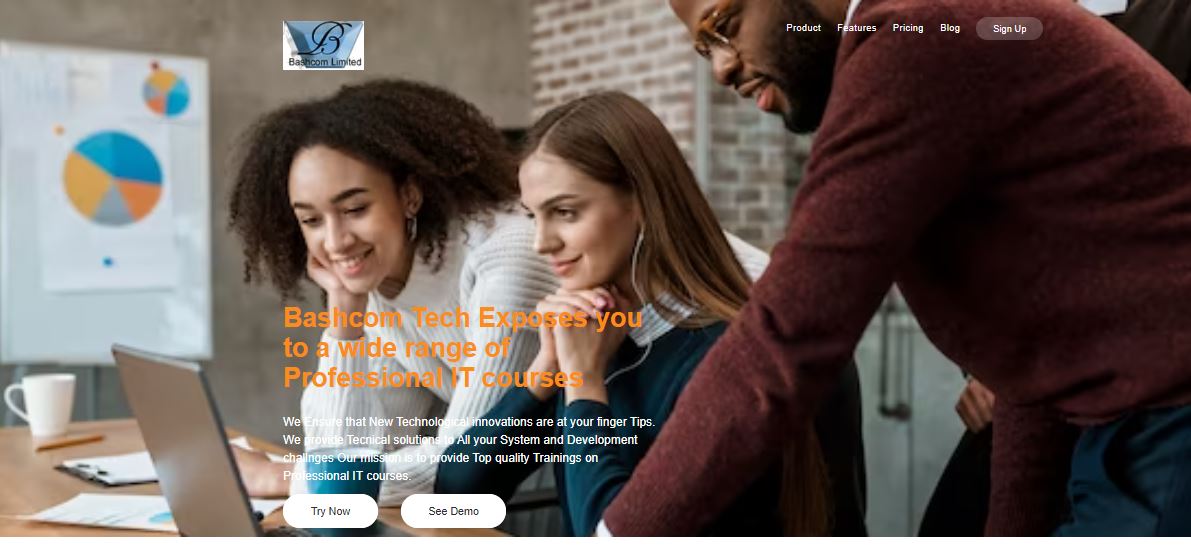 B
Bashcom Limited
Product Features Pricing Blog Sign Up
Bashcom Tech Exposes you
to a wide range of
Professional IT courses
We Ensure that New Technological innovations are at your finger Tips.
We provide Tecnical solutions to All your System and Development
challnges Our mission is to provide Top quality Trainings on
Professional IT courses.
Try Now See Demo